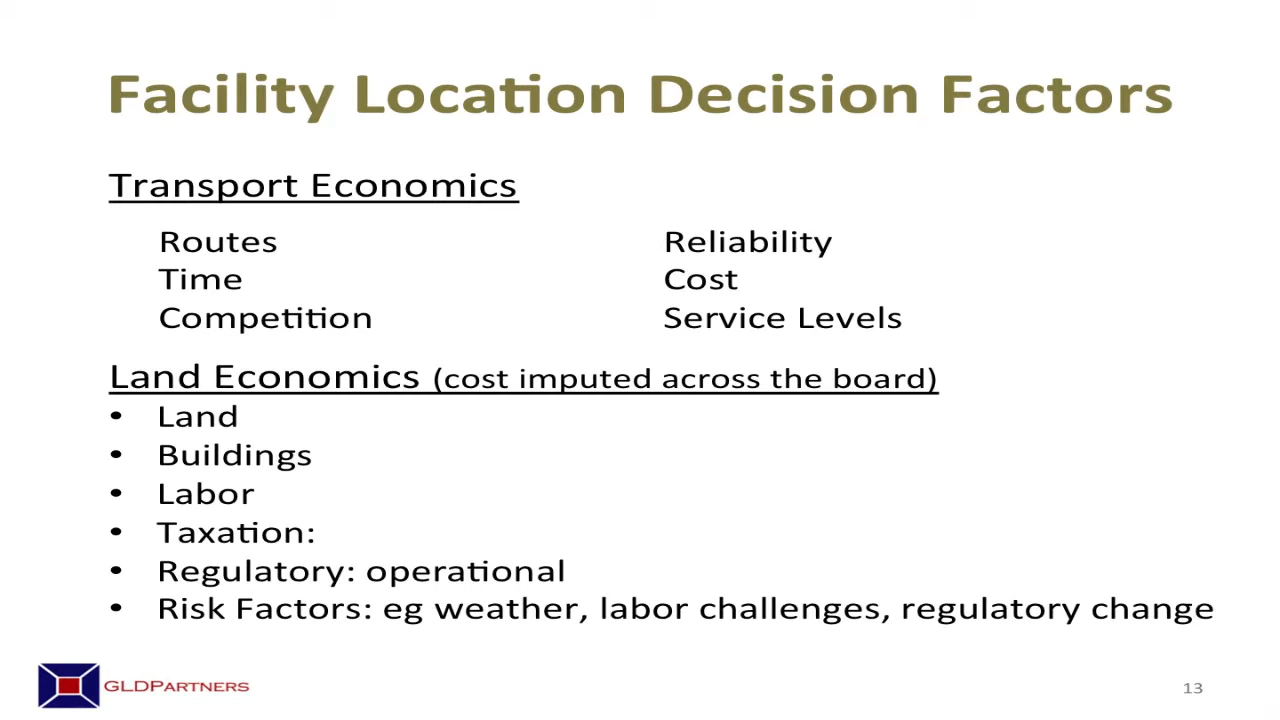 Facility Location Decision Factors
Transport Economics
Routes
Time
Competition
Reliability
Cost
Service Levels
Land Economics (cost imputed across the board)
• Land
• Buildings
• Labor
• Taxation:
• Regulatory: operational
• Risk Factors: eg weather, labor challenges, regulatory change
GLDPARTNERS
13